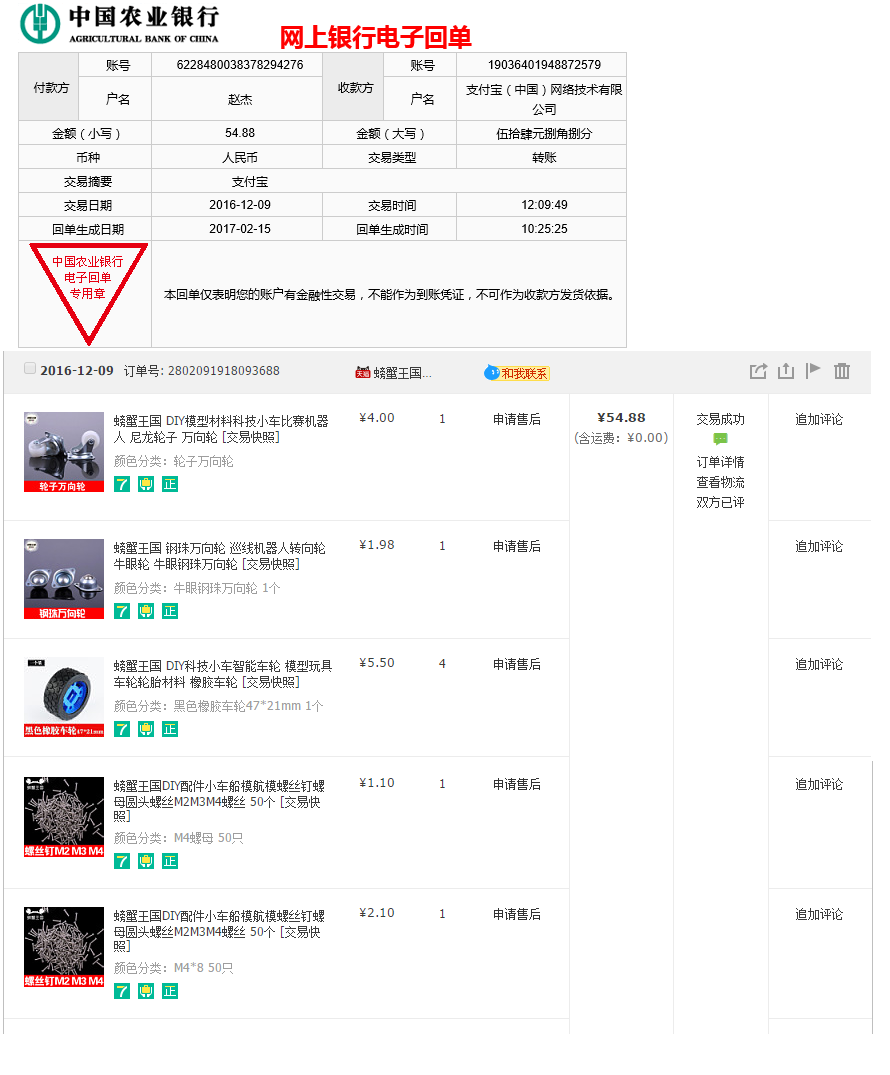 中国农业银行
AGRICULTURAL BANK OF CHINA
网上银行电子回单
付款方 账号 6228480038378294276 收款方 账号 19036401948872579
户名 赵杰 户名 支付宝（中国）网络技术有限公司
金额（小写） 54.88 金额（大写） 伍拾肆元捌角捌分
币种 人民币 交易类型 转账
交易摘要 支付宝
交易日期 2016-12-09 交易时间 12:09:49
回单生成日期 2017-02-15 回单生成时间 10:25:25
中国农业银行
电子回单
专用章
本回单仅表明您的账户有金融性交易，不能作为到账凭证，不可作为收款方发货依据。
2016-12-09 订单号: 2802091918093688 天猫 螃蟹王国... 和我联系
螃蟹王国 DIY模型材料科技小车比赛机器 ¥4.00 1 申请售后 ¥54.88 交易成功 追加评论
人 尼龙轮子 万向轮 [交易快照] (含运费：¥0.00)
颜色分类：轮子万向轮 订单详情
7 正 查看物流
轮子万向轮 双方已评
螃蟹王国 钢珠万向轮 巡线机器人转向轮 ¥1.98 1 申请售后 追加评论
牛眼轮 牛眼钢珠万向轮 [交易快照]
颜色分类：牛眼钢珠万向轮 1个
7 正
钢珠万向轮
螃蟹王国 DIY科技小车智能车轮 模型玩具 ¥5.50 4 申请售后 追加评论
车轮轮胎材料 橡胶车轮 [交易快照]
颜色分类：黑色橡胶车轮47*21mm 1个
7 正
黑色橡胶车轮47*21mm
螃蟹王国DIY配件小车船模航模螺丝钉螺 ¥1.10 1 申请售后 追加评论
母圆头螺丝M2M3M4螺丝 50个 [交易快
照]
颜色分类：M4螺母 50只
螺丝钉M2 M3 M4
7 正
螃蟹王国DIY配件小车船模航模螺丝钉螺 ¥2.10 1 申请售后 追加评论
母圆头螺丝M2M3M4螺丝 50个 [交易快
照]
颜色分类：M4*8 50只
螺丝钉M2 M3 M4
7 正